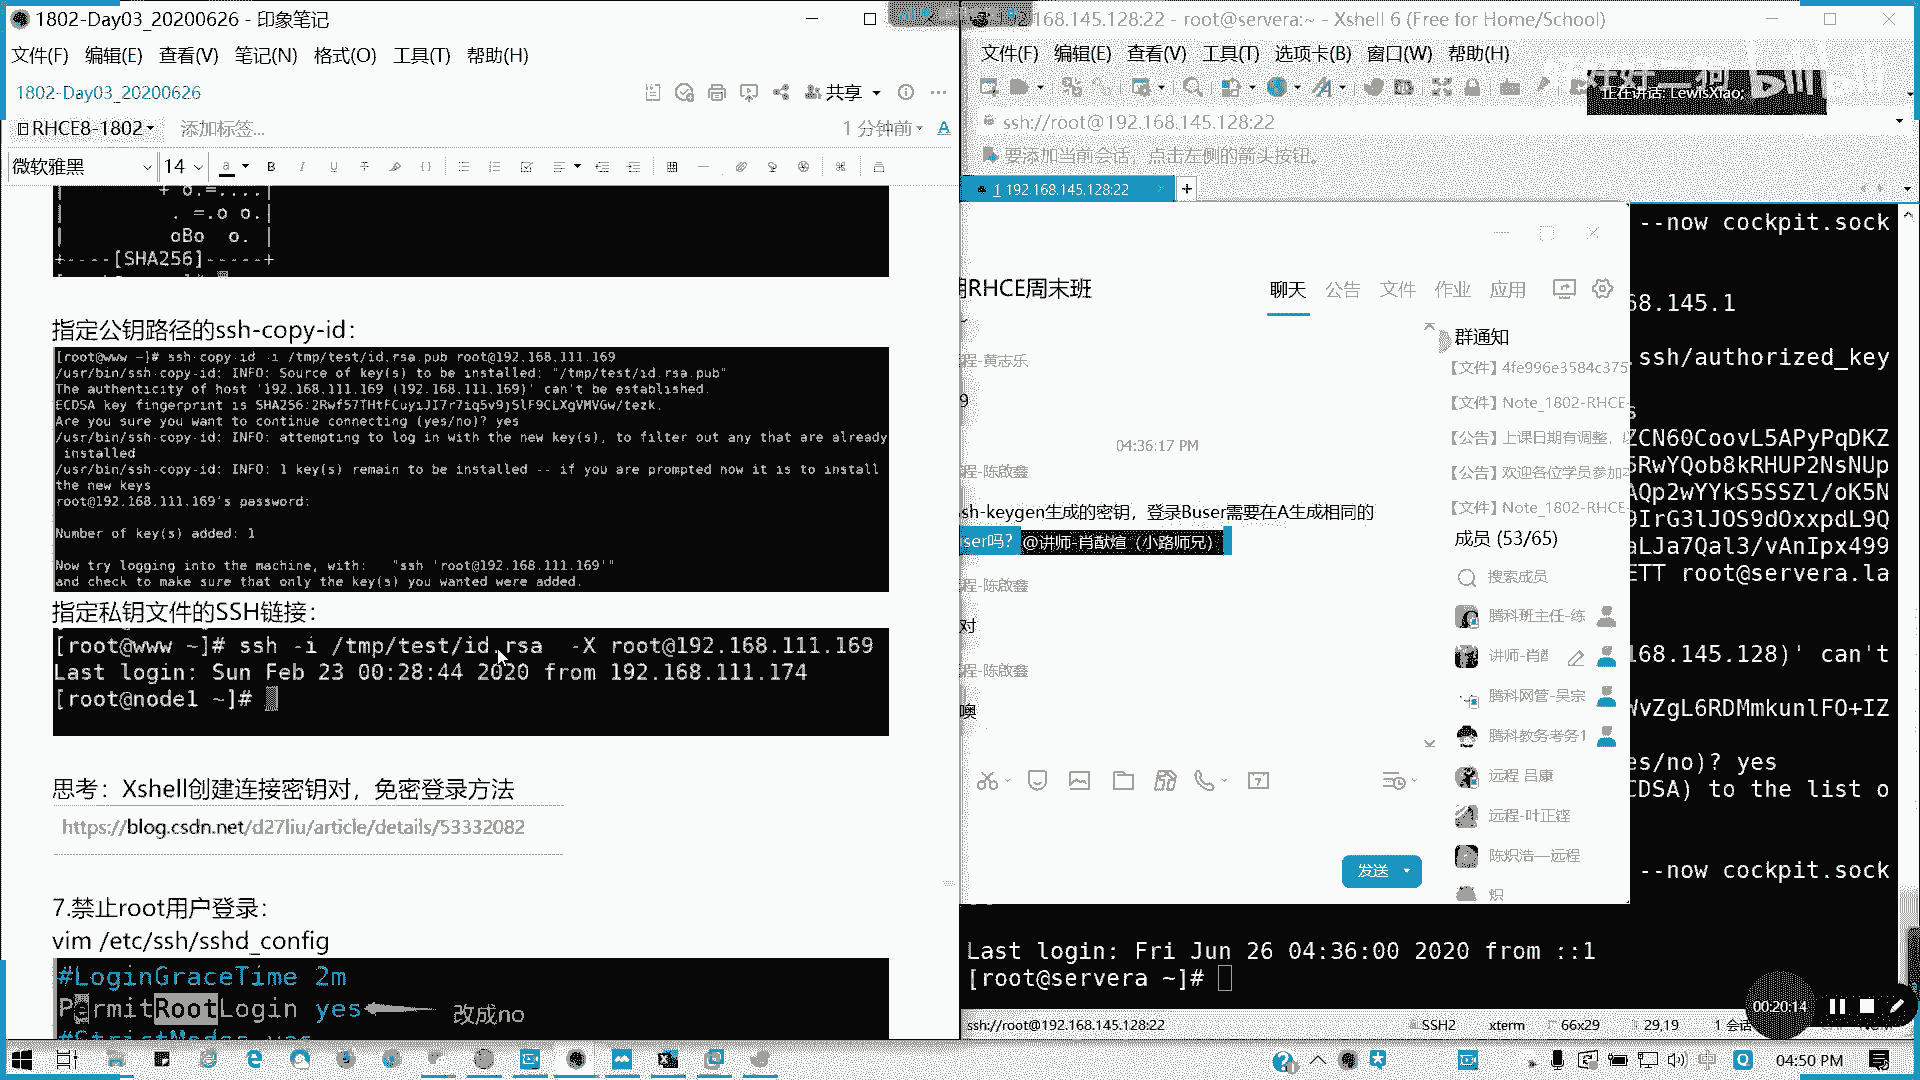 1802-Day03_20200626 - 印象笔记
文件(F) 编辑(E) 查看(V) 笔记(N) 格式(O) 工具(T) 帮助(H)
1802-Day03_20200626
共享
RHCE8-1802
添加标签...
1 分钟前
微软雅黑
14
+----[SHA256]-----+
指定公钥路径的ssh-copy-id：
[root@www ~]# ssh-copy-id -i /tmp/test/id.rsa.pub root@192.168.111.169
/usr/bin/ssh-copy-id: INFO: Source of key(s) to be installed: "/tmp/test/id.rsa.pub"
The authenticity of host '192.168.111.169 (192.168.111.169)' can't be established.
ECDSA key fingerprint is
Are you sure you want to continue connecting (yes/no)? yes
/usr/bin/ssh-copy-id: INFO: attempting to log in with the new key(s), to filter out any that are already
installed
/usr/bin/ssh-copy-id: INFO: 1 key(s) remain to be installed -- if you are prompted now it is to install
the new keys
root@192.168.111.169's password:
Number of key(s) added: 1
Now try logging into the machine, with: "ssh 'root@192.168.111.169'"
and check to make sure that only the key(s) you wanted were added.
指定私钥文件的SSH链接：
[root@www ~]# ssh -i /tmp/test/id.rsa -X root@192.168.111.169
Last login: Sun Feb 23 00:28:44 2020 from 192.168.111.174
[root@node1 ~]#
思考：Xshell创建连接密钥对，免密登录方法
https://blog.csdn.net/d27liu/article/details/53332082
7.禁止root用户登录：
vim /etc/ssh/sshd_config
#LoginGraceTime 2m
PermitRootLogin yes
改成no
192.168.145.128:22 - root@servera:~ - Xshell 6 (Free for Home/School)
文件(F) 编辑(E) 查看(V) 工具(T) 选项卡(B) 窗口(W) 帮助(H)
正在讲话: LewisXiao;
ssh://root@192.168.145.128:22
要添加当前会话，点击左侧的箭头按钮。
1 192.168.145.128:22
RHCE周末班
聊天 公告 文件 作业 应用
程-黄志乐
9
04:36:17 PM
程-陈啟鑫
sh-keygen生成的密钥，登录Buser需要在A生成相同的
ser吗？ @讲师-肖猷煊（小路师兄）
程-陈啟鑫
对
程-陈啟鑫
噢
发送
群通知
【文件】4fe996e3584c375
【文件】Note_1802-RHCE-
【公告】上课日期有调整，
【公告】欢迎各位学员参加
【文件】Note_1802-RHCE-
成员 (53/65)
搜索成员
腾科班主任-练
讲师-肖
腾科网管-吴宗
腾科教务考务1
远程 吕康
远程-叶正铿
陈炽浩—远程
炽
--now cockpit.sock
68.145.1
.ssh/authorized_key
s
ZCN60CoovL5APyPqDKZ
5RwYQob8kRHUP2NsNUp
AQp2wYYkS5SSZl/oK5N
9IrG3lJOS9dOxxpdL9Q
aLJa7Qal3/vAnIpx499
ETT root@servera.la
168.145.128)' can't
WvZgL6RDMmkunlFO+IZ
es/no)? yes
CDSA) to the list o
--now cockpit.sock
Last login: Fri Jun 26 04:36:00 2020 from ::1
[root@servera ~]#
ssh://root@192.168.145.128:22
SSH2 xterm 66x29 29,19 1 会话
00:20:14
04:50 PM